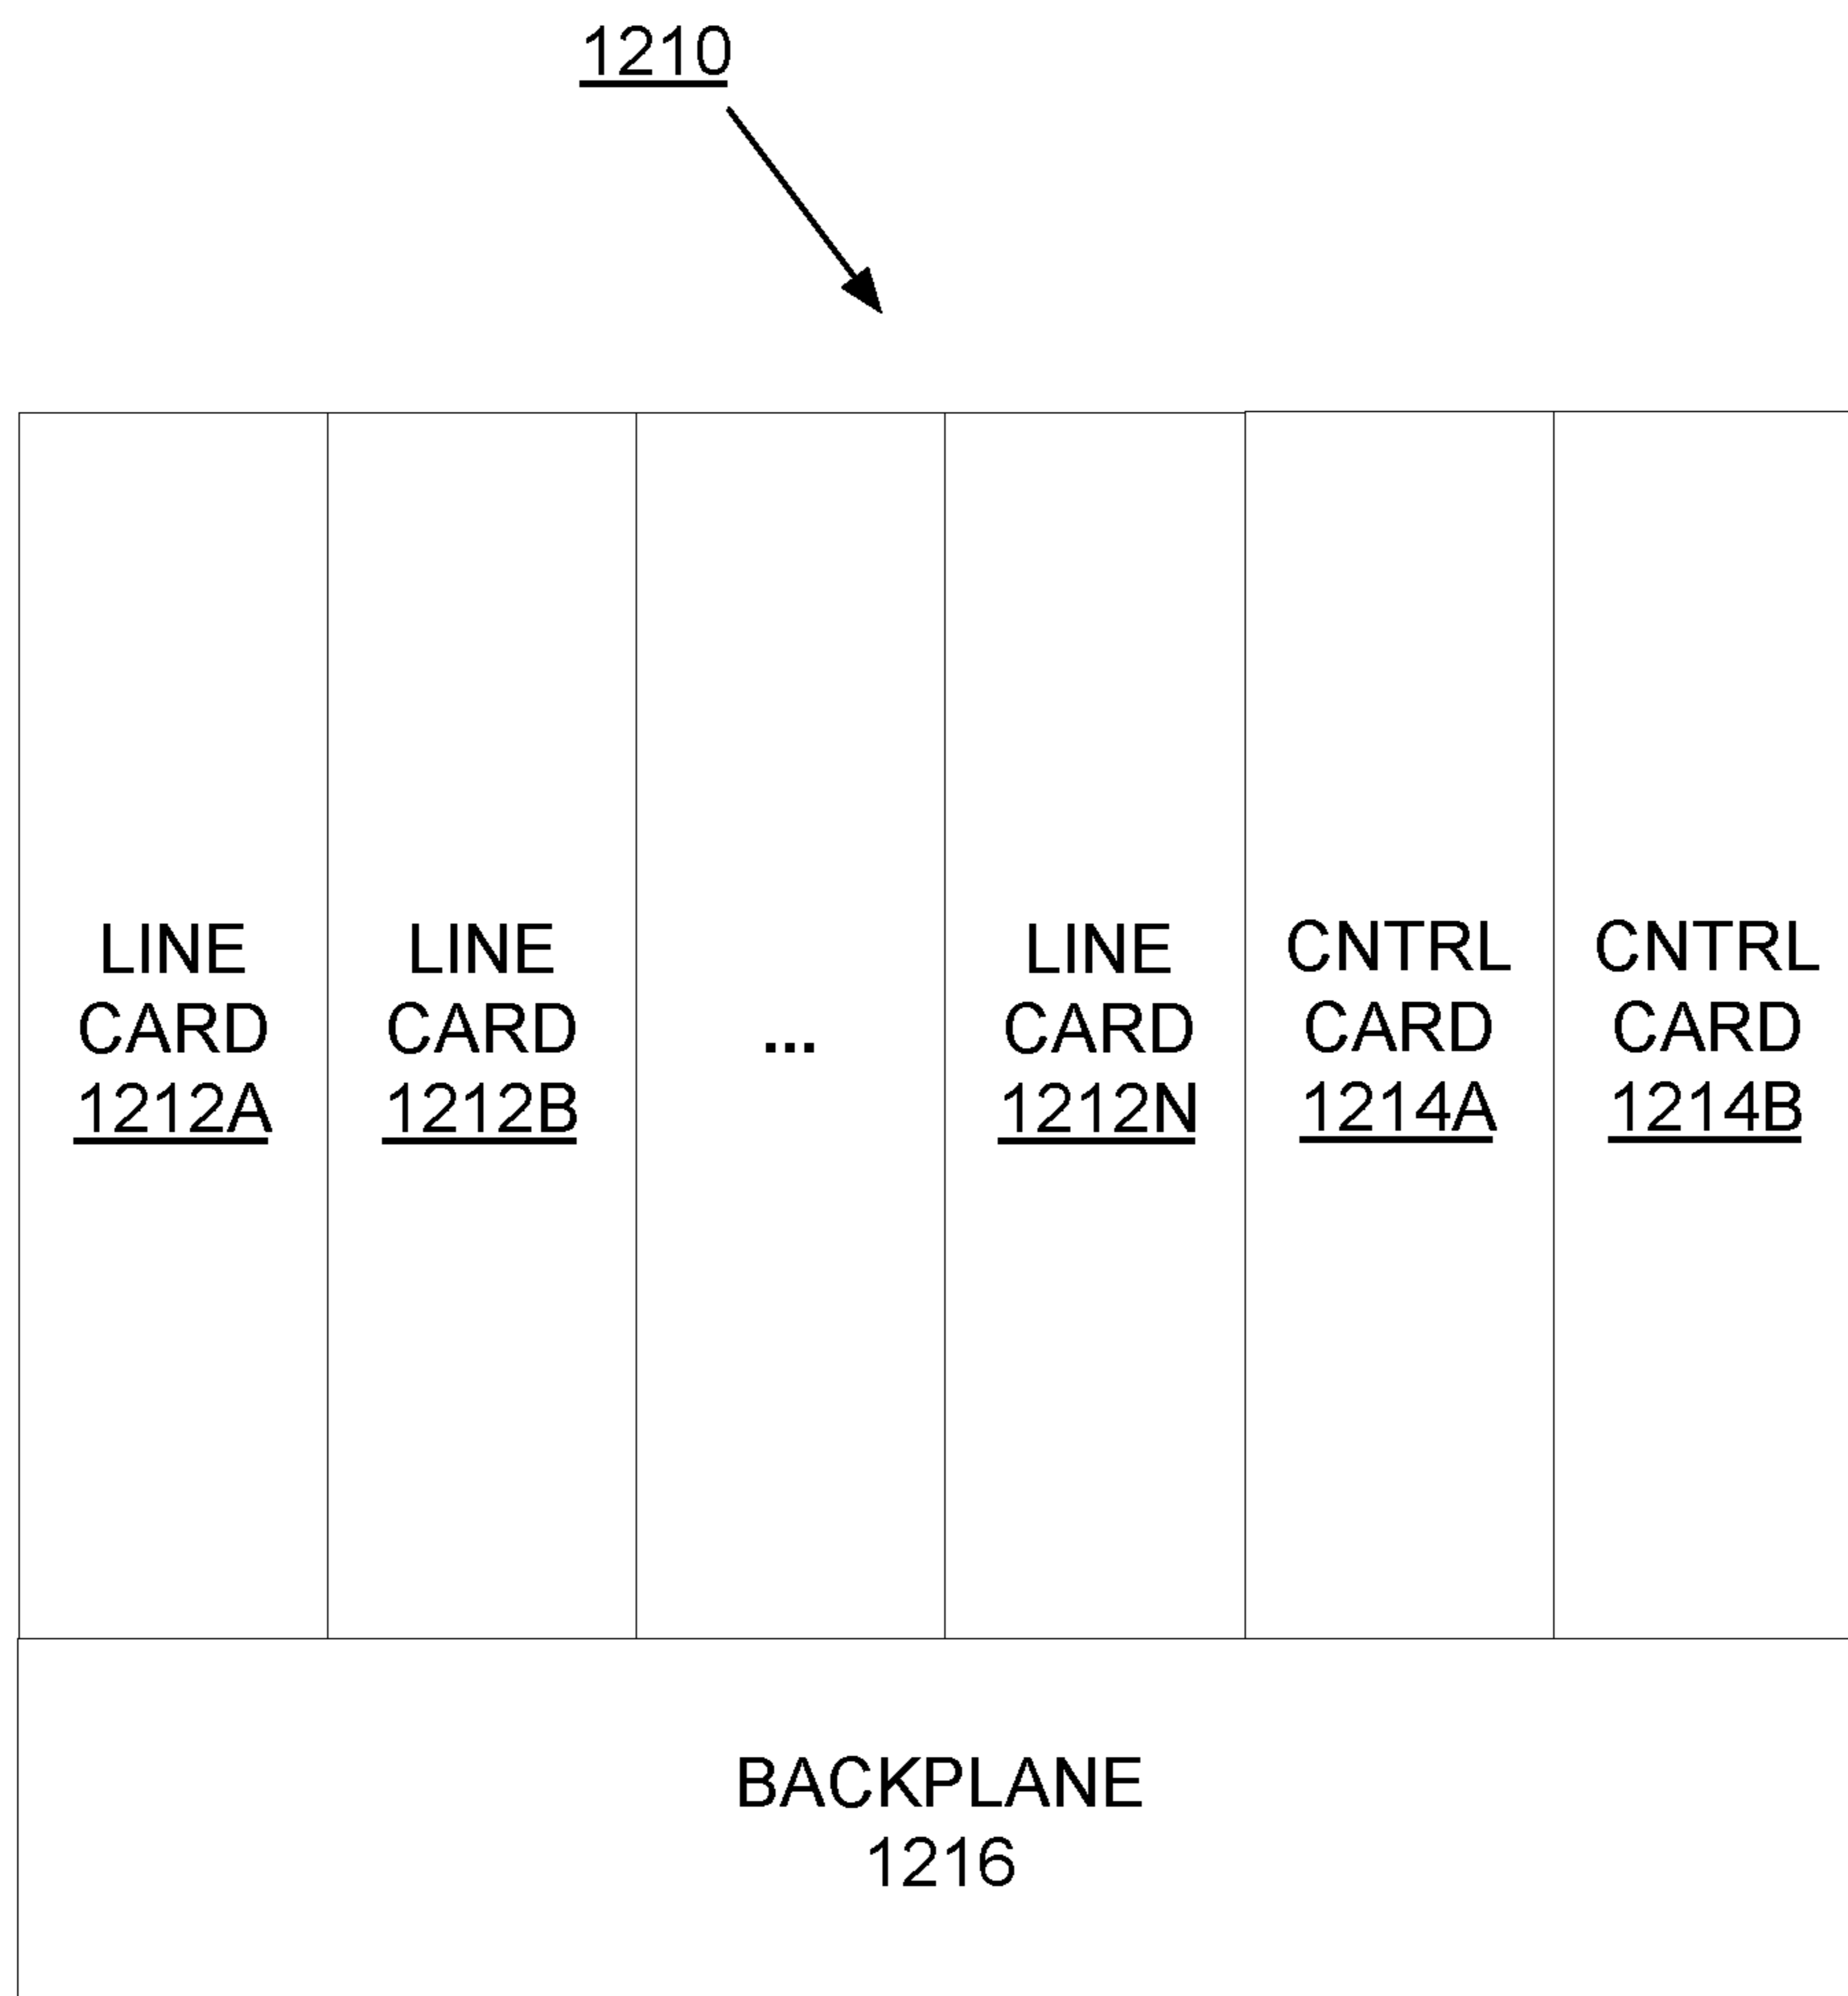 1210
LINE
CARD
1212A
LINE
CARD
1212B
...
LINE
CARD
1212N
CNTRL
CARD
1214A
CNTRL
CARD
1214B
BACKPLANE
1216